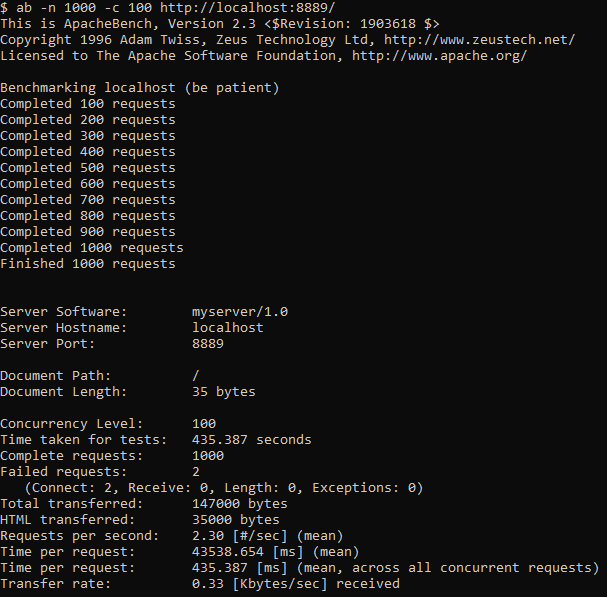 $ ab -n 1000 -c 100 http://localhost:8889/
This is ApacheBench, Version 2.3 <$Revision: 1903618 $>
Copyright 1996 Adam Twiss, Zeus Technology Ltd, http://www.zeustech.net/
Licensed to The Apache Software Foundation, http://www.apache.org/

Benchmarking localhost (be patient)
Completed 100 requests
Completed 200 requests
Completed 300 requests
Completed 400 requests
Completed 500 requests
Completed 600 requests
Completed 700 requests
Completed 800 requests
Completed 900 requests
Completed 1000 requests
Finished 1000 requests


Server Software:        myserver/1.0
Server Hostname:        localhost
Server Port:            8889

Document Path:          /
Document Length:        35 bytes

Concurrency Level:      100
Time taken for tests:   435.387 seconds
Complete requests:      1000
Failed requests:        2
   (Connect: 2, Receive: 0, Length: 0, Exceptions: 0)
Total transferred:      147000 bytes
HTML transferred:       35000 bytes
Requests per second:    2.30 [#/sec] (mean)
Time per request:       43538.654 [ms] (mean)
Time per request:       435.387 [ms] (mean, across all concurrent requests)
Transfer rate:          0.33 [Kbytes/sec] received